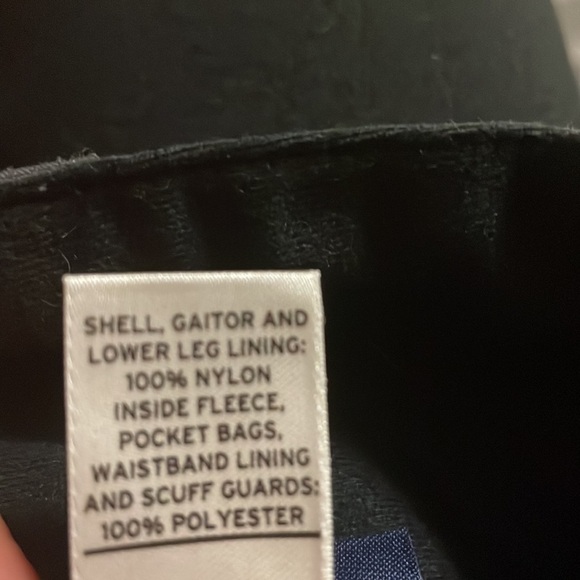 SHELL, GAITOR AND
LOWER LEG LINING:
100% NYLON
INSIDE FLEECE,
POCKET BAGS,
WAISTBAND LINING
AND SCUFF GUARDS:
100% POLYESTER